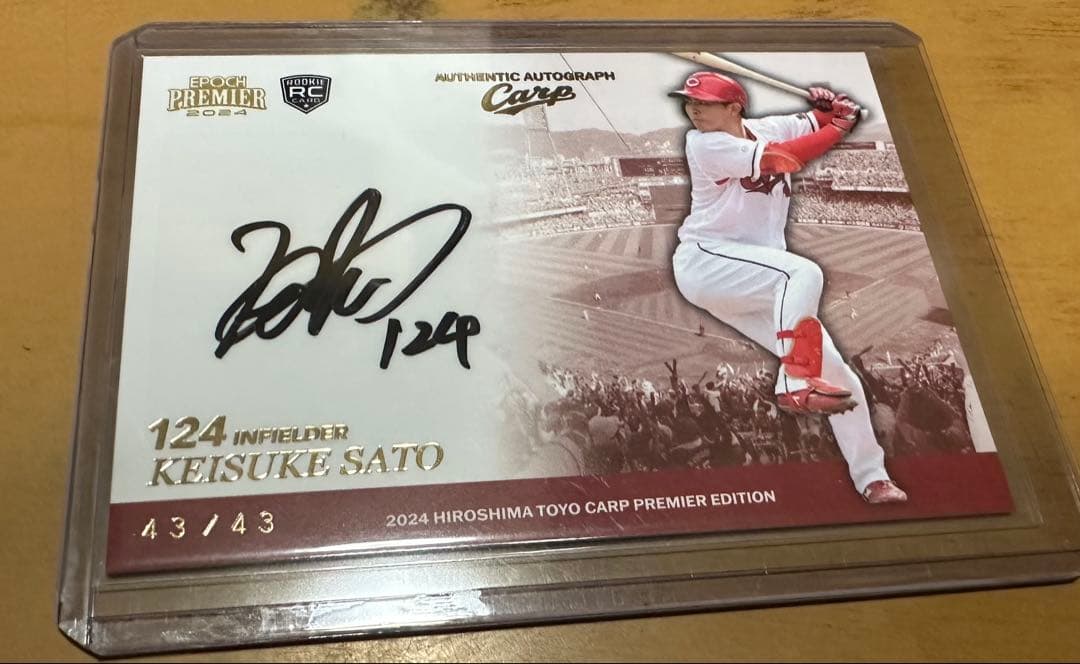 EPOCH
PREMIER
2024
ROOKIE
RC
CARD
AUTHENTIC AUTOGRAPH
Carp
124
124 INFIELDER
KEISUKE SATO
43/43
2024 HIROSHIMA TOYO CARP PREMIER EDITION